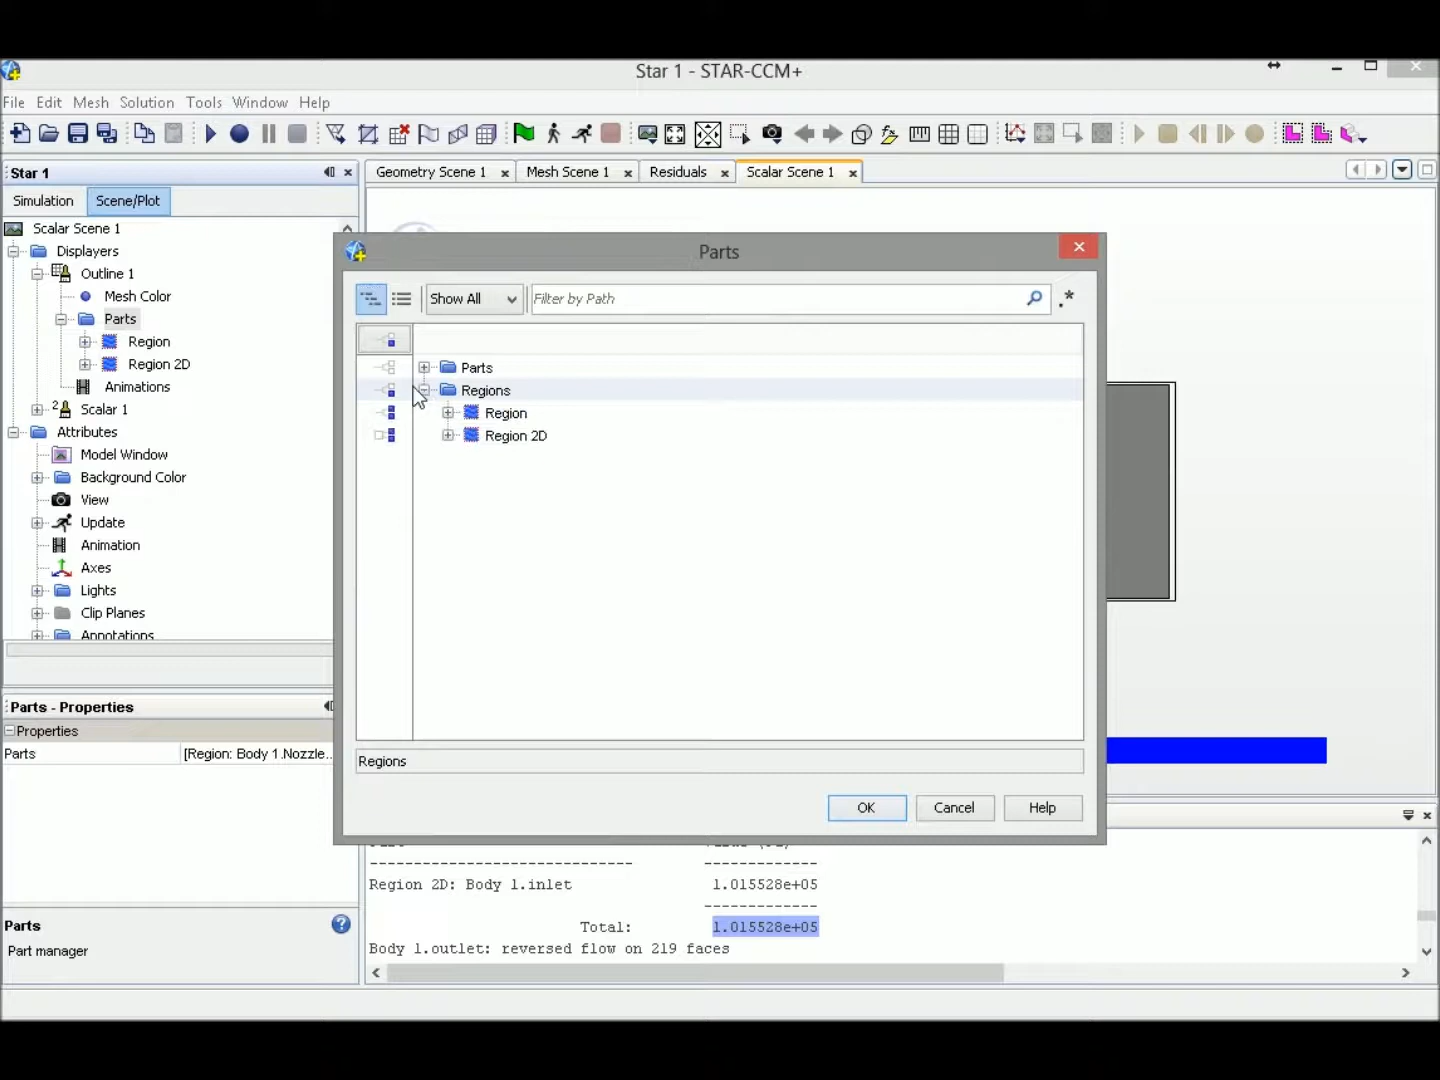 Star 1 - STAR-CCM+
File Edit Mesh Solution Tools Window Help
Star 1
Geometry Scene 1 Mesh Scene 1 Residuals Scalar Scene 1
Simulation Scene/Plot
Scalar Scene 1
Displayers
Outline 1
Mesh Color
Parts
Region
Region 2D
Animations
Scalar 1
Attributes
Model Window
Background Color
View
Update
Animation
Axes
Lights
Clip Planes
Annotations
Parts - Properties
Properties
Parts [Region: Body 1.Nozzle...
Parts
Part manager
Parts
Show All Filter by Path .*
Parts
Regions
Region
Region 2D
Regions
OK Cancel Help
Region 2D: Body 1.inlet 1.015528e+05
Total: 1.015528e+05
Body 1.outlet: reversed flow on 219 faces